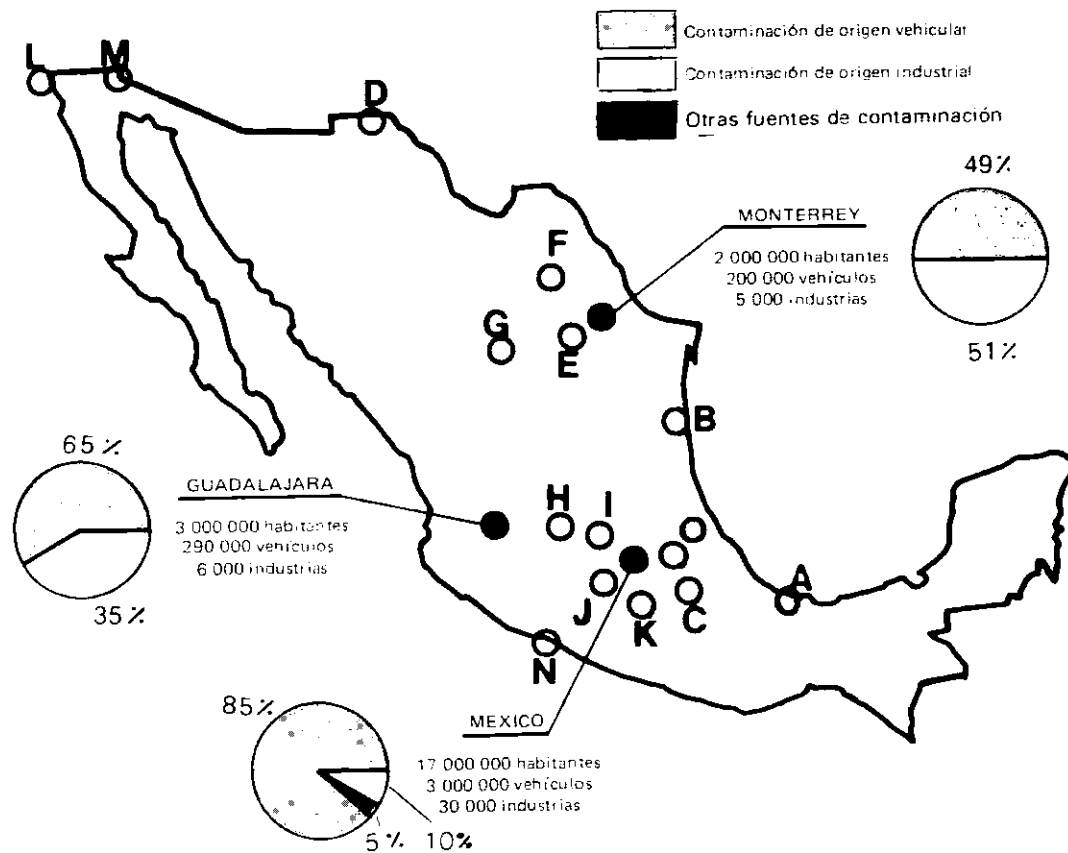 Contaminación de origen vehicular
Contaminación de origen industrial
Otras fuentes de contaminación
L
M
D
49%
MONTERREY
2 000 000 habitantes
200 000 vehículos
5 000 industrias
51%
F
G
E
B
65%
GUADALAJARA
3 000 000 habitantes
290 000 vehículos
6 000 industrias
35%
H
I
J
K
C
A
N
85%
MEXICO
17 000 000 habitantes
3 000 000 vehículos
30 000 industrias
5%
10%